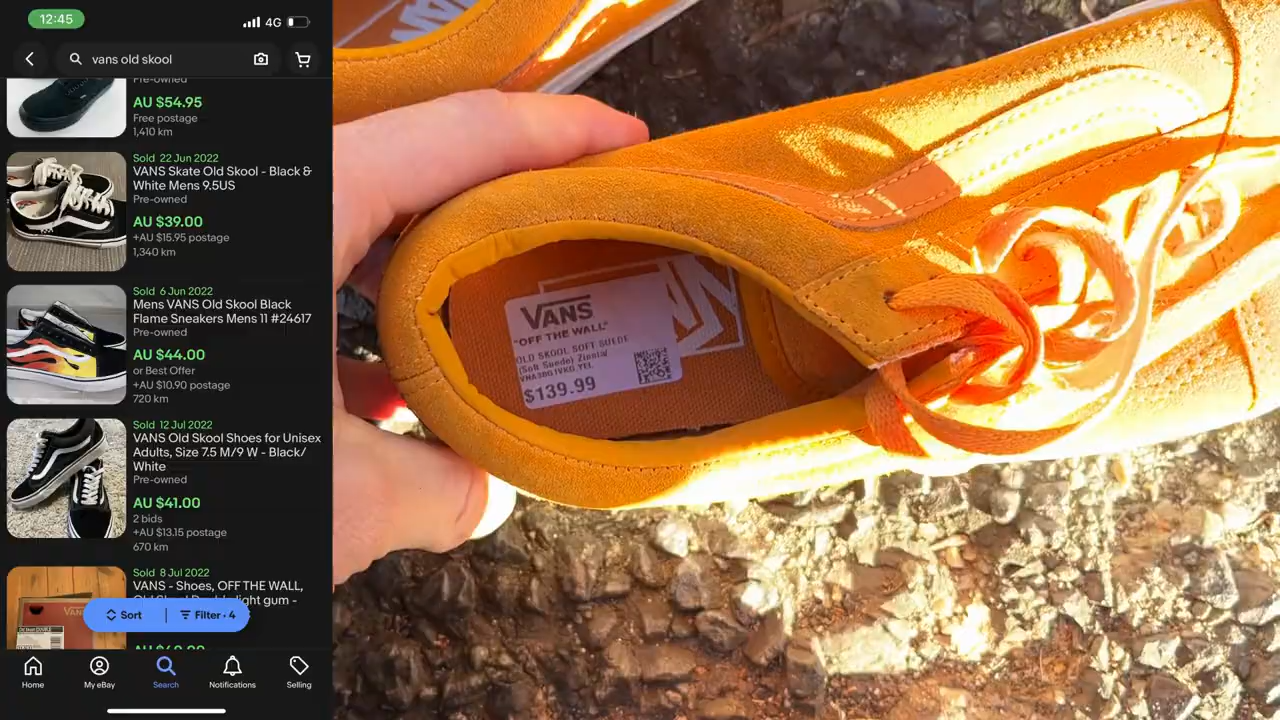 12:45
4G
vans old skool
Pre-owned
AU $54.95
Free postage
1,410 km
Sold 22 Jun 2022
VANS Skate Old Skool - Black &
White Mens 9.5US
Pre-owned
AU $39.00
+AU $15.95 postage
1,340 km
Sold 6 Jun 2022
Mens VANS Old Skool Black
Flame Sneakers Mens 11 #24617
Pre-owned
AU $44.00
or Best Offer
+AU $10.90 postage
720 km
Sold 12 Jul 2022
VANS Old Skool Shoes for Unisex
Adults, Size 7.5 M/9 W - Black/
White
Pre-owned
AU $41.00
2 bids
+AU $13.15 postage
670 km
Sold 8 Jul 2022
VANS - Shoes, OFF THE WALL,
light gum -
Sort
Filter · 4
Home
My eBay
Search
Notifications
Selling
VANS
VANS
"OFF THE WALL"
OLD SKOOL SOFT SUEDE
(Soft Suede) Zinnia/
$139.99